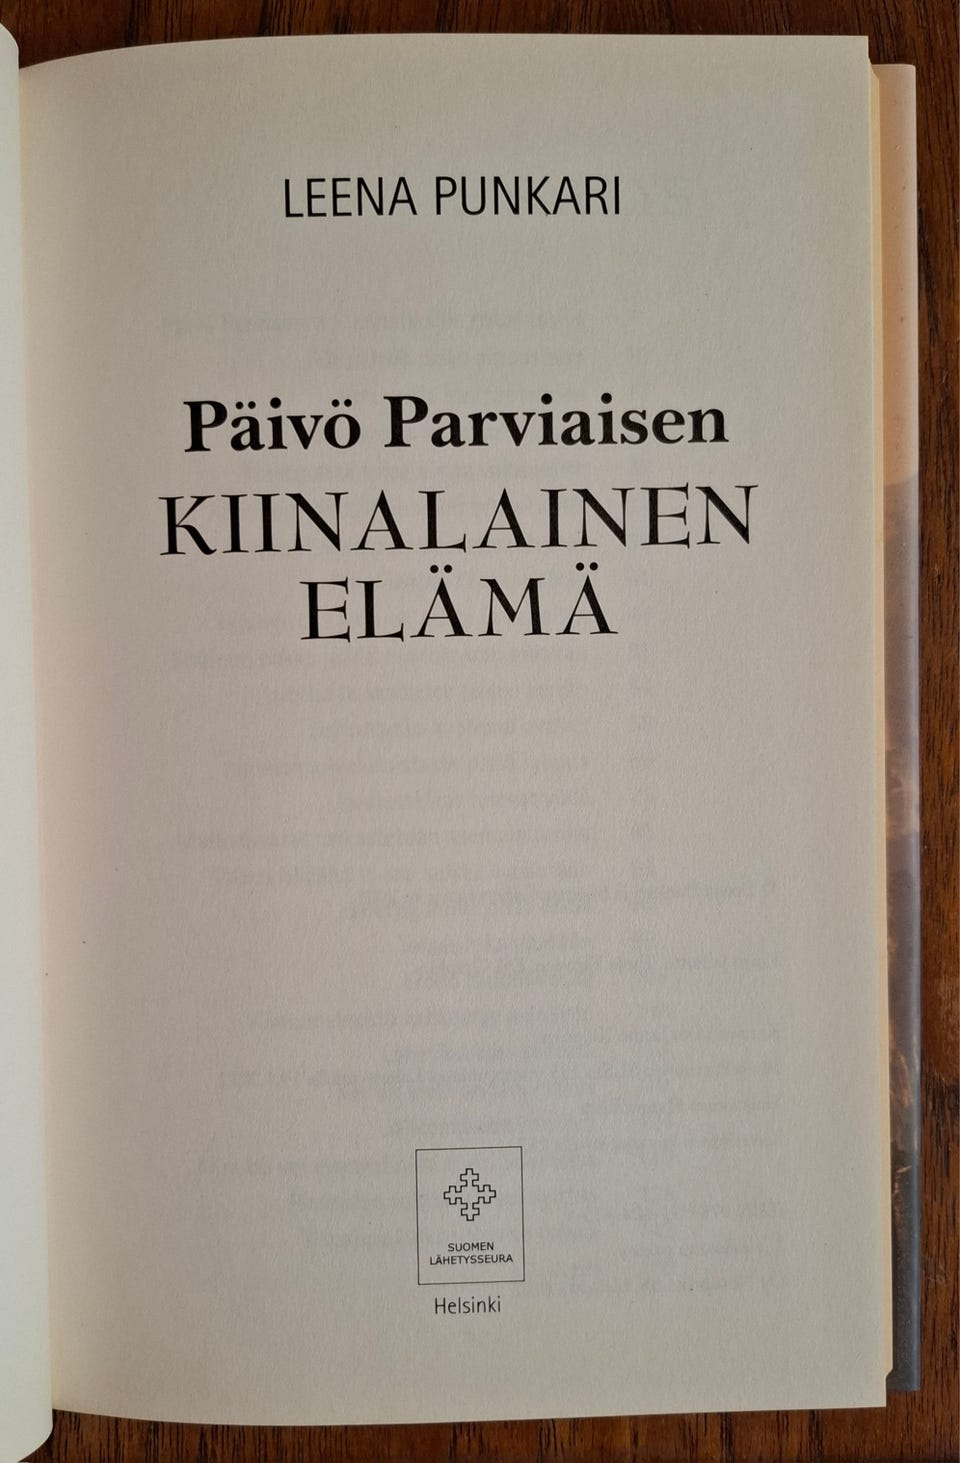 LEENA PUNKARI
Päivö Parviaisen
KIINALAINEN
ELÄMÄ
SUOMEN
LÄHETYSSEURA
Helsinki